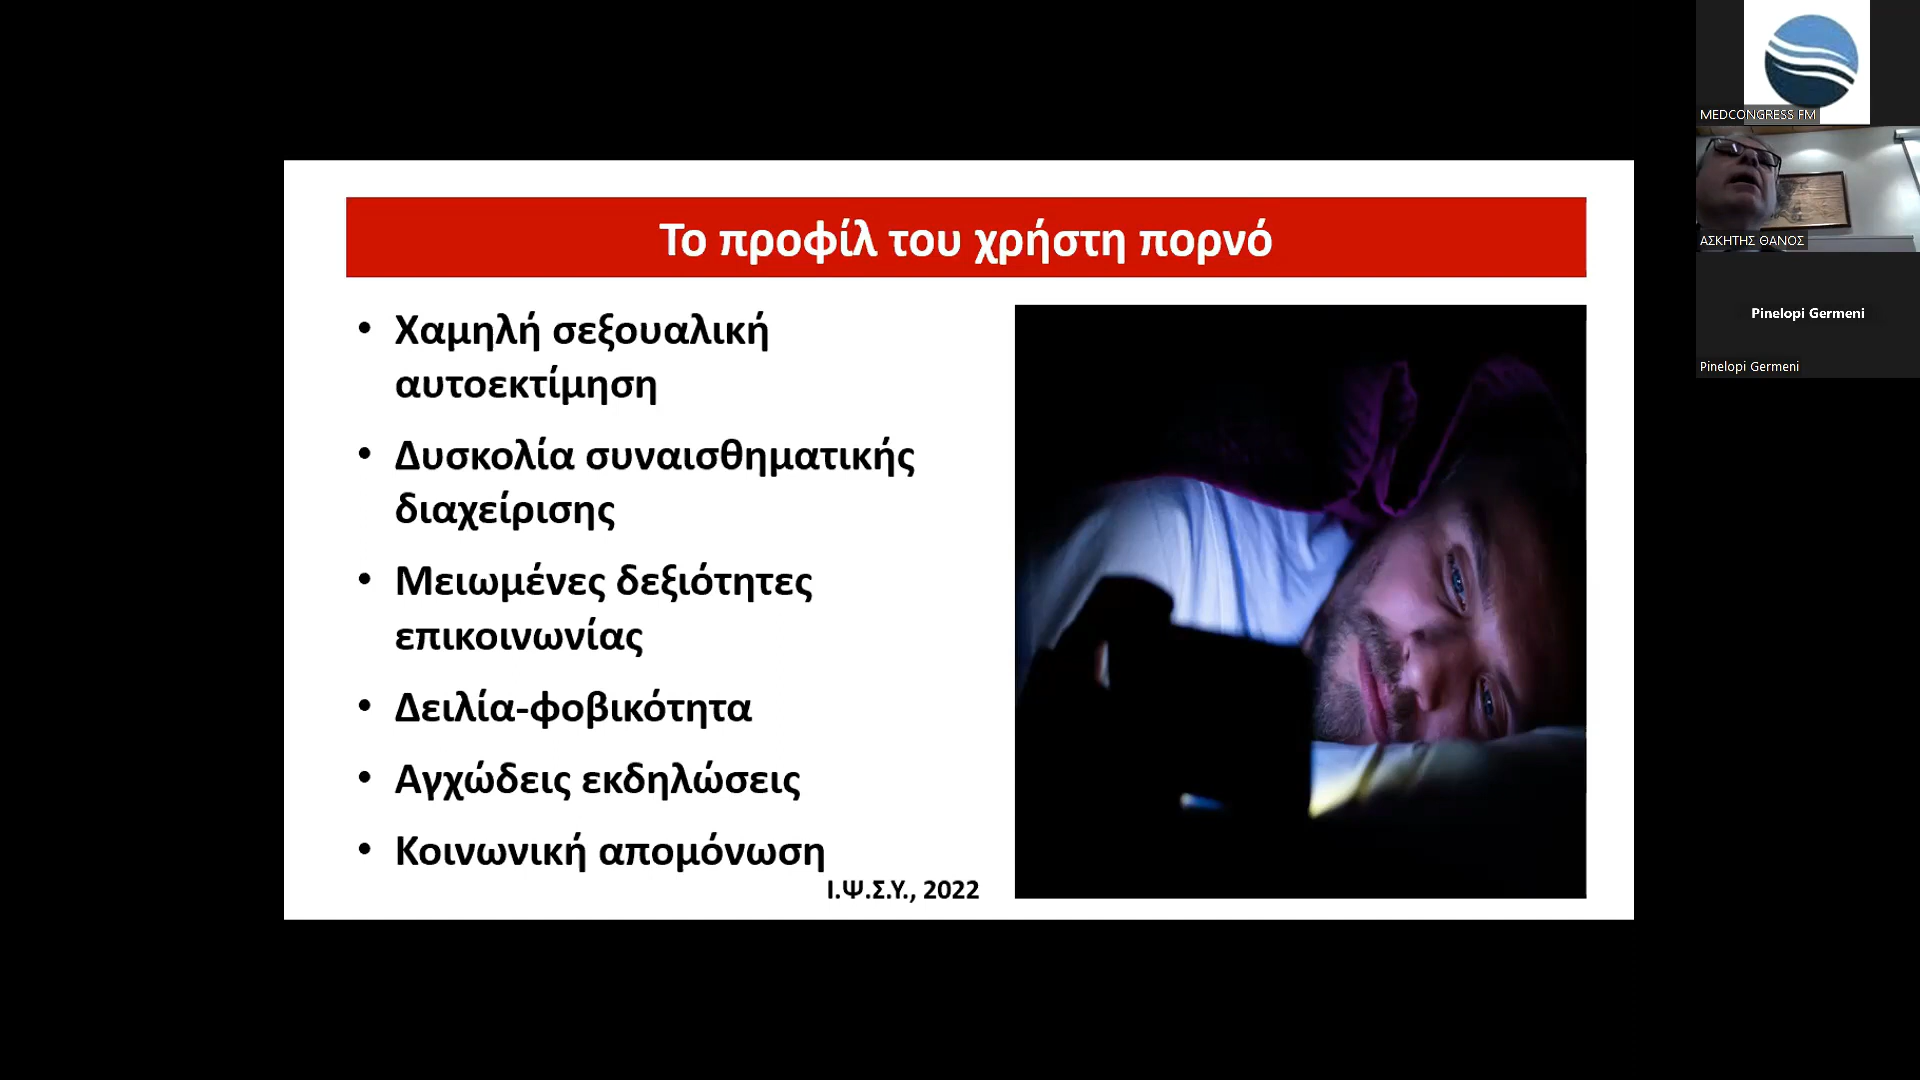 Το προφίλ του χρήστη πορνό
• Χαμηλή σεξουαλική
αυτοεκτίμηση
• Δυσκολία συναισθηματικής
διαχείρισης
• Μειωμένες δεξιότητες
επικοινωνίας
• Δειλία-φοβικότητα
• Αγχώδεις εκδηλώσεις
• Κοινωνική απομόνωση
Ι.Ψ.Σ.Υ., 2022
MEDCONGRESS FM
ΑΣΚΗΤΗΣ ΘΑΝΟΣ
Pinelopi Germeni
Pinelopi Germeni